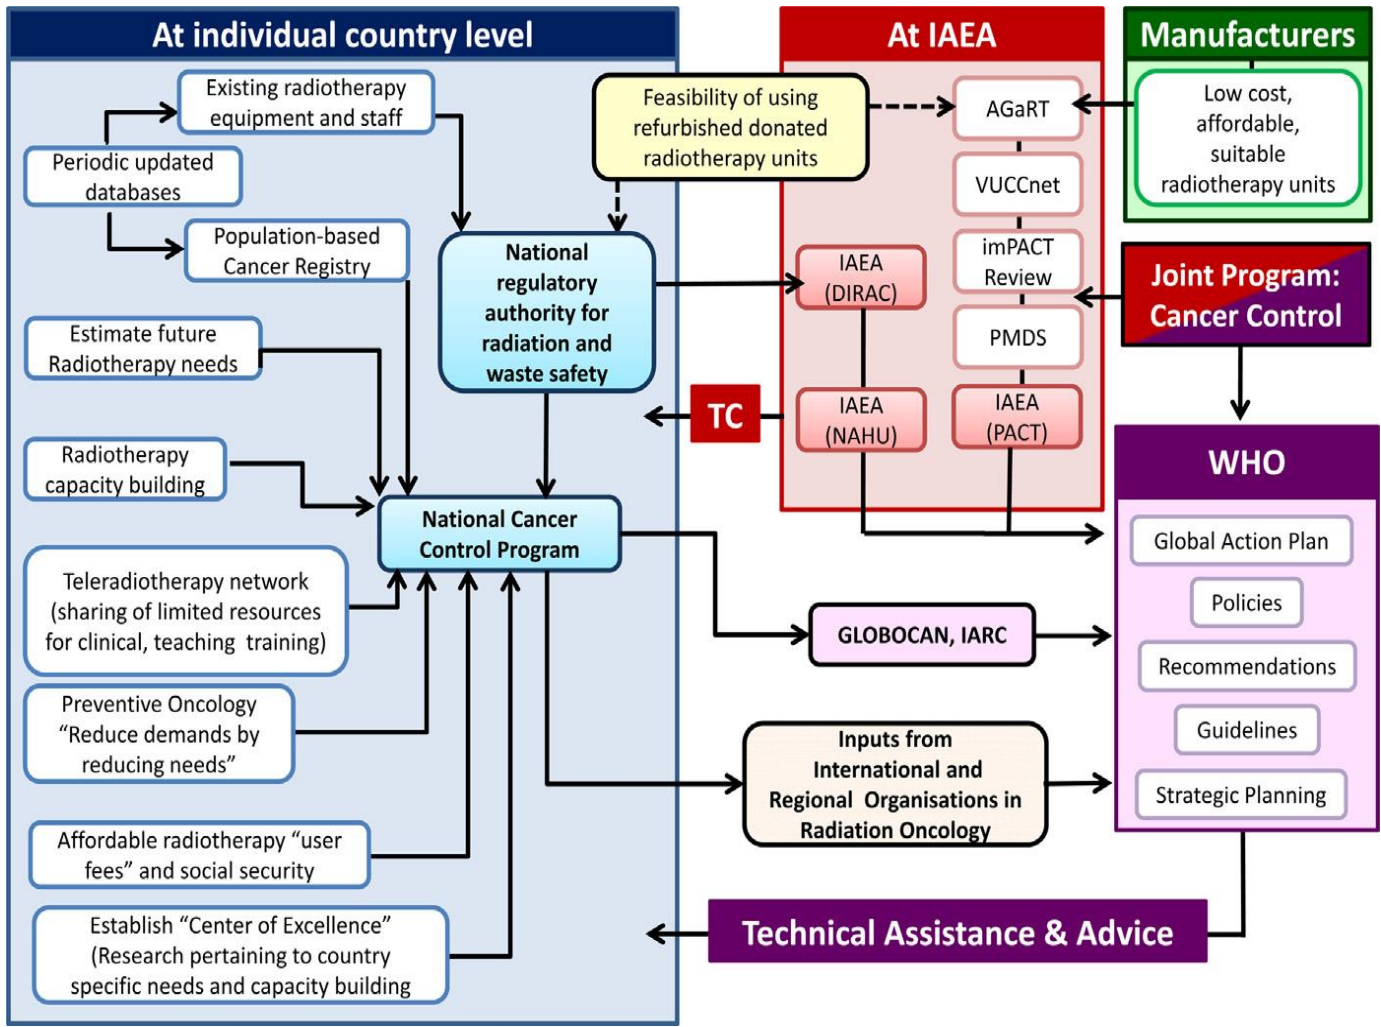 At individual country level
Existing radiotherapy
equipment and staff
Periodic updated
databases
Population-based
Cancer Registry
Estimate future
Radiotherapy needs
Radiotherapy
capacity building
Teleradiotherapy network
(sharing of limited resources
for clinical, teaching  training)
Preventive Oncology
“Reduce demands by
reducing needs”
Affordable radiotherapy “user
fees” and social security
Establish “Center of Excellence”
(Research pertaining to country
specific needs and capacity building
National
regulatory
authority for
radiation and
waste safety
National Cancer
Control Program
Feasibility of using
refurbished donated
radiotherapy units
At IAEA
AGaRT
VUCCnet
imPACT
Review
PMDS
IAEA
(PACT)
IAEA
(DIRAC)
IAEA
(NAHU)
TC
Manufacturers
Low cost,
affordable,
suitable
radiotherapy units
Joint Program:
Cancer Control
WHO
Global Action Plan
Policies
Recommendations
Guidelines
Strategic Planning
GLOBOCAN, IARC
Inputs from
International and
Regional  Organisations in
Radiation Oncology
Technical Assistance & Advice